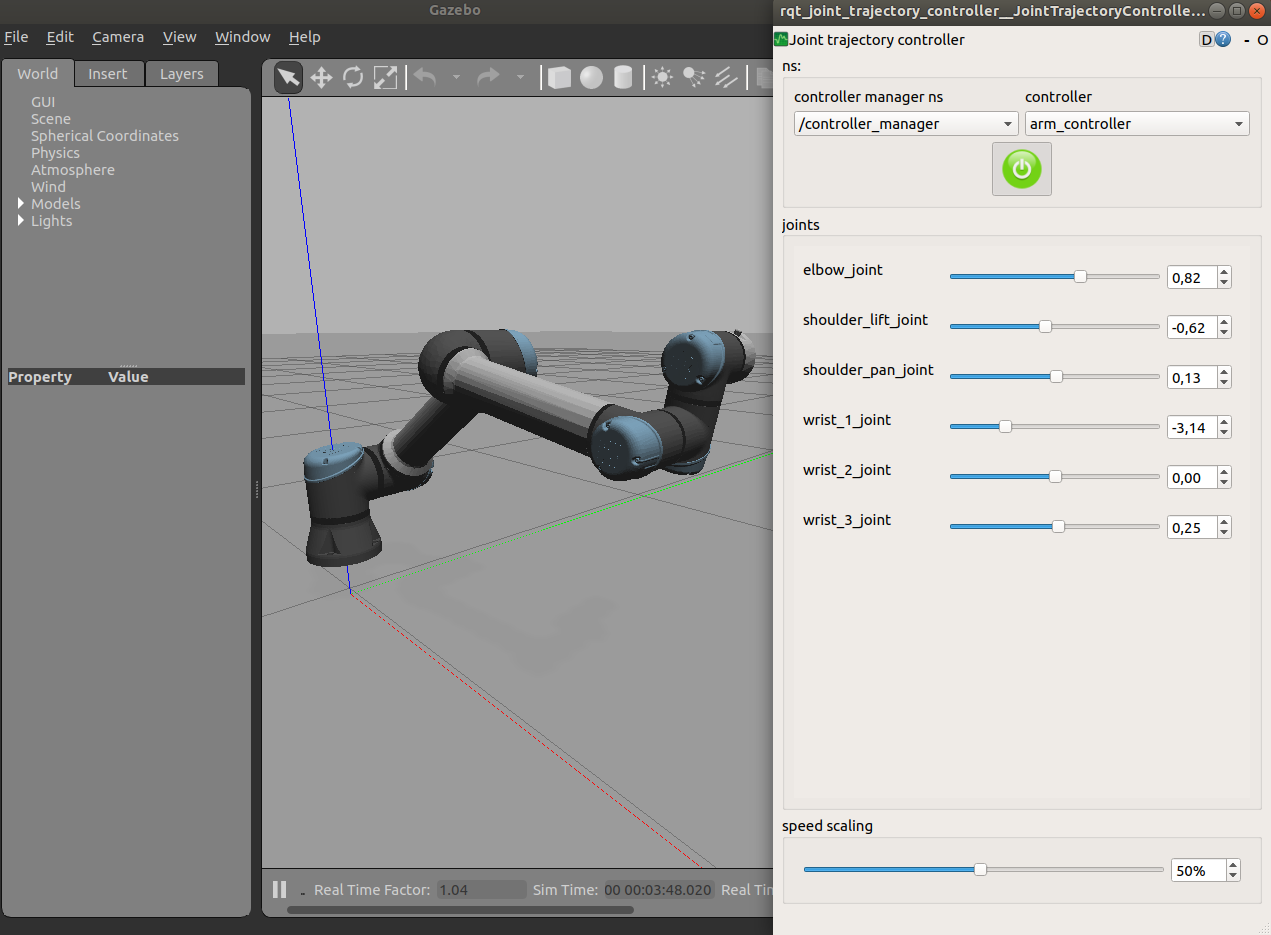 Gazebo
File Edit Camera View Window Help
World Insert Layers
GUI
Scene
Spherical Coordinates
Physics
Atmosphere
Wind
Models
Lights
Property Value
Real Time Factor: 1.04 Sim Time: 00 00:03:48.020 Real Tin
rqt_joint_trajectory_controller__JointTrajectoryControlle...
Joint trajectory controller D ? - O
ns:
controller manager ns controller
/controller_manager arm_controller
joints
elbow_joint 0,82
shoulder_lift_joint -0,62
shoulder_pan_joint 0,13
wrist_1_joint -3,14
wrist_2_joint 0,00
wrist_3_joint 0,25
speed scaling
50%